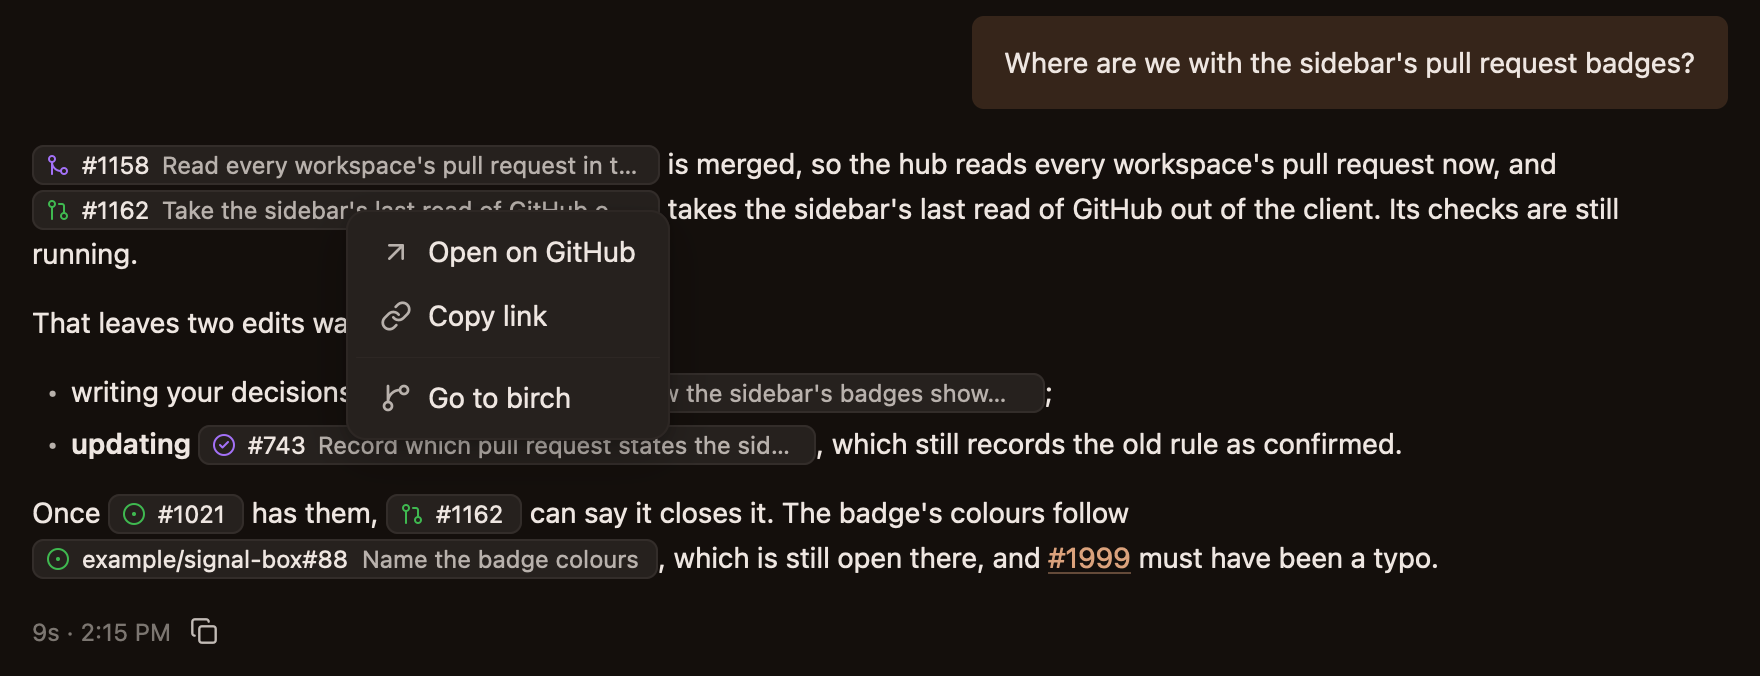 Where are we with the sidebar's pull request badges?
#1158 Read every workspace's pull request in t... is merged, so the hub reads every workspace's pull request now, and
#1162 Take the sidebar's last read of GitHub takes the sidebar's last read of GitHub out of the client. Its checks are still
running.
Open on GitHub
Copy link
Go to birch
That leaves two edits
• writing your decisions the sidebar's badges show... ;
• updating #743 Record which pull request states the sid... , which still records the old rule as confirmed.
Once #1021 has them, #1162 can say it closes it. The badge's colours follow
example/signal-box#88 Name the badge colours , which is still open there, and #1999 must have been a typo.
9s · 2:15 PM